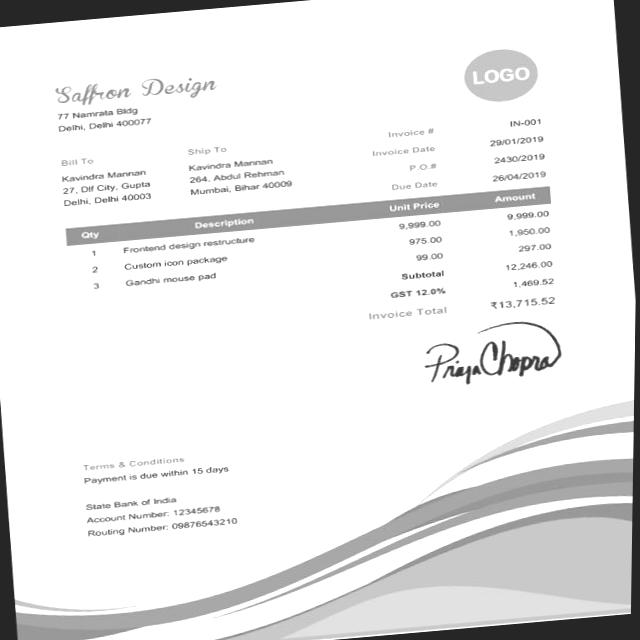 Saffron Design
77 Namrata Bldg
Delhi, Delhi 400077
LOGO
Bill To
Kavindra Mannan
27, Dlf City, Gupta
Delhi, Delhi 40003
Ship To
Kavindra Mannan
264, Abdul Rehman
Mumbai, Bihar 40009
Invoice # IN-001
Invoice Date 29/01/2019
P.O.# 2430/2019
Due Date 26/04/2019
Qty Description Unit Price Amount
1 Frontend design restructure 9,999.00 9,999.00
2 Custom icon package 975.00 1,950.00
3 Gandhi mouse pad 99.00 297.00
Subtotal 12,246.00
GST 12.0% 1,469.52
Invoice Total ₹13,715.52
Priya Chopra
Terms & Conditions
Payment is due within 15 days
State Bank of India
Account Number: 12345678
Routing Number: 09876543210